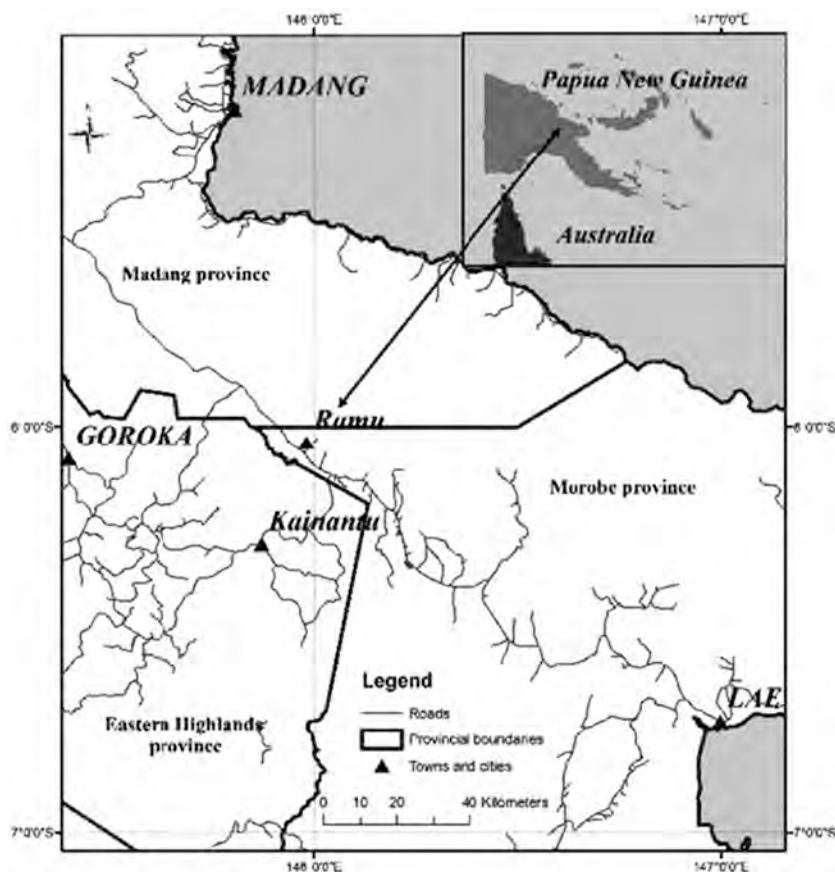 146°0'0"E
147°0'0"E
MADANG
Papua New Guinea
Australia
Madang province
Ramu
6°0'0"S
6°0'0"S
GOROKA
Morobe province
Kainantu
Legend
LAE
Roads
Eastern Highlands
province
Provincial boundaries
Towns and cities
0 10 20 40 Kilometers
7°0'0"S
7°0'0"S
146°0'0"E
147°0'0"E